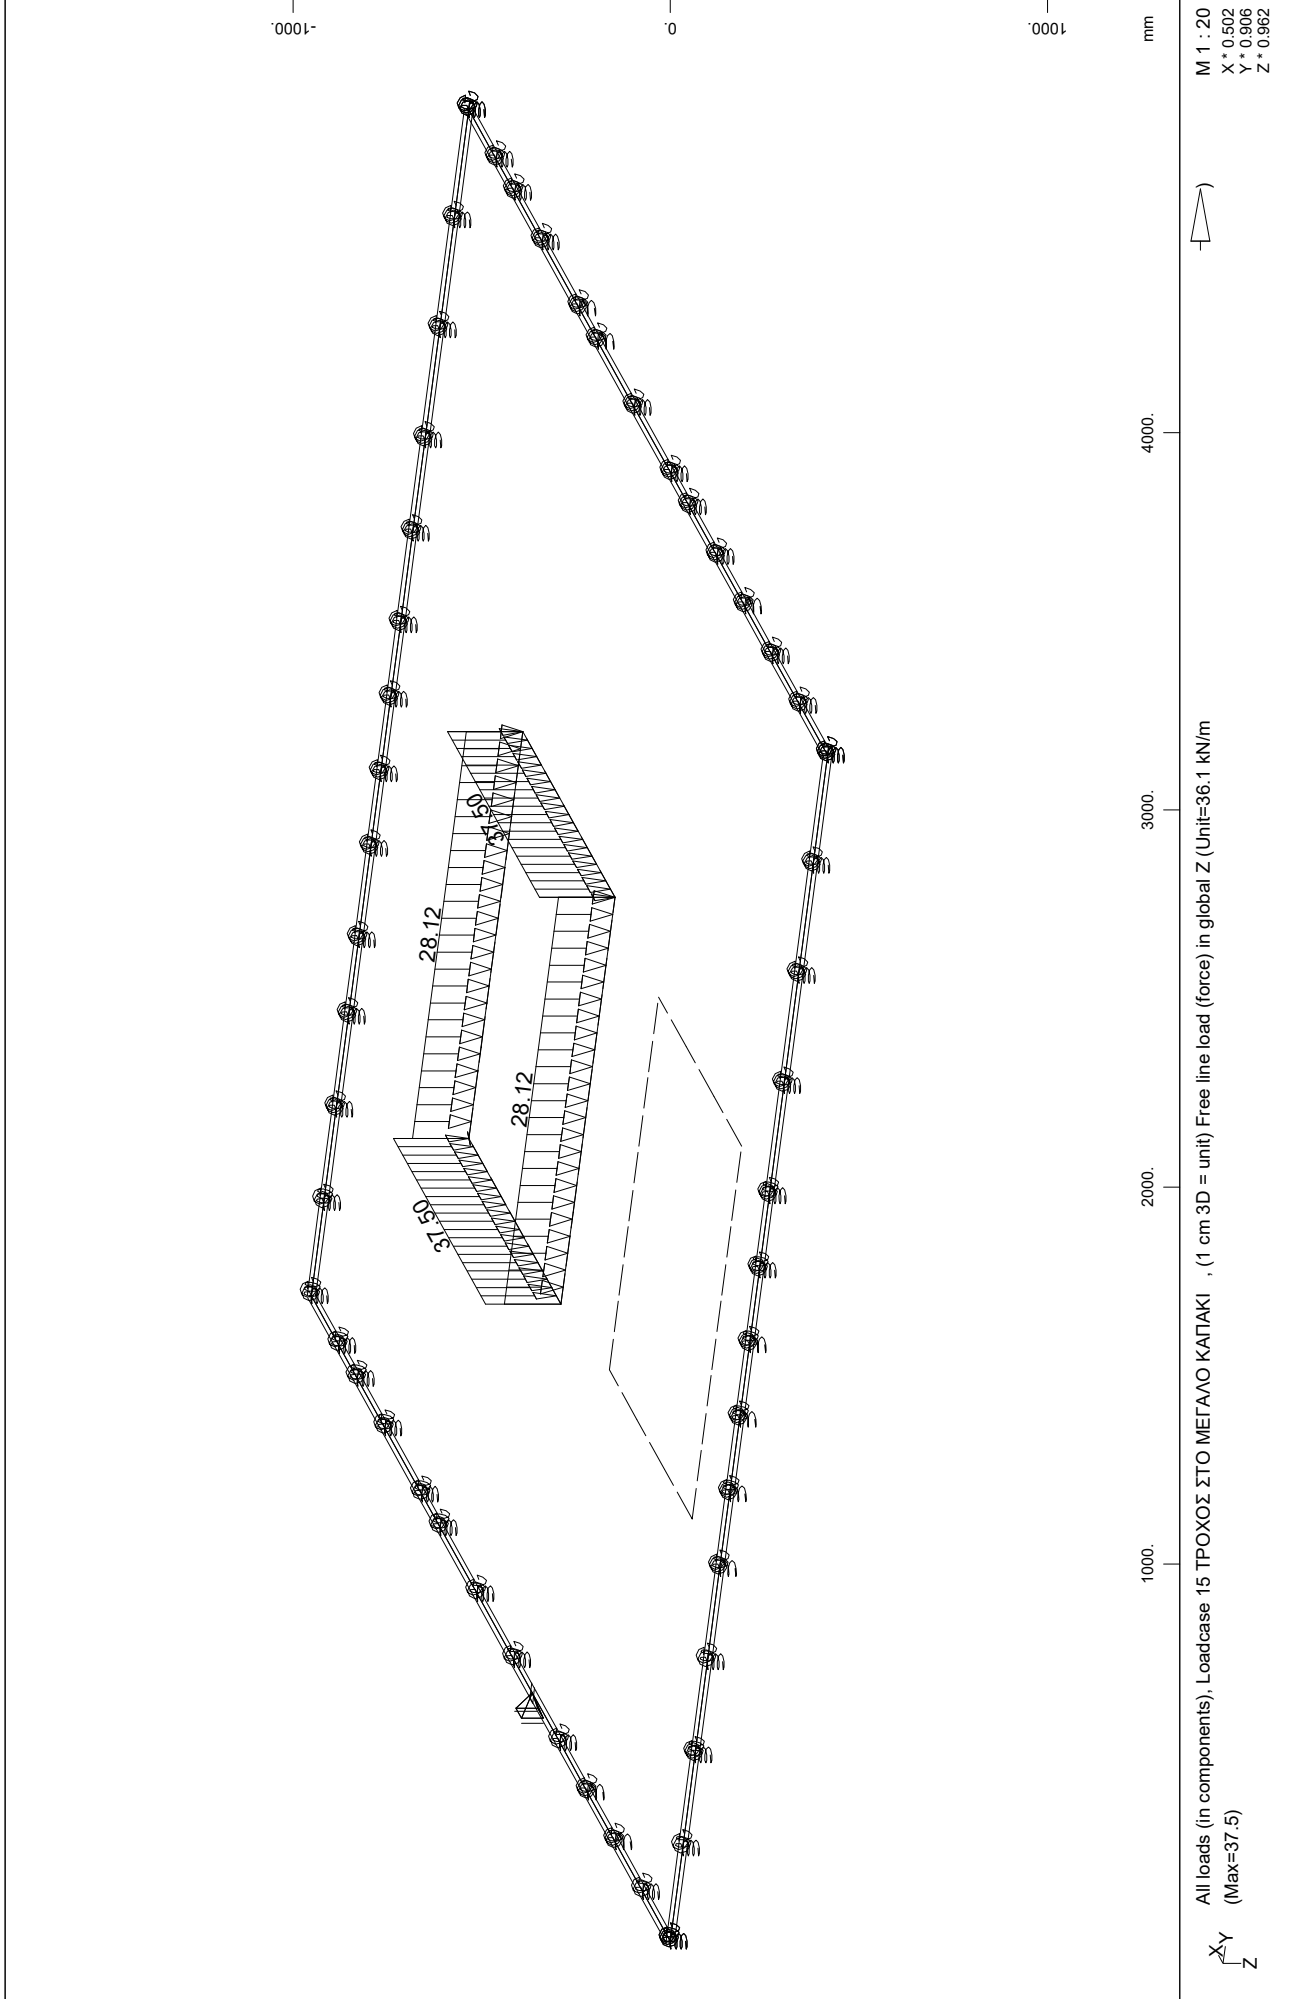 -1000.
0.
1000.
mm
M 1 : 20
X * 0.502
Y * 0.906
Z * 0.962
37.50
28.12
28.12
37.50
4000.
3000.
2000.
1000.
All loads (in components), Loadcase 15 ΤΡΟΧΟΣ ΣΤΟ ΜΕΓΑΛΟ ΚΑΠΑΚΙ , (1 cm 3D = unit) Free line load (force) in global Z (Unit=36.1 kN/m
)
(Max=37.5)
X
Y
Z